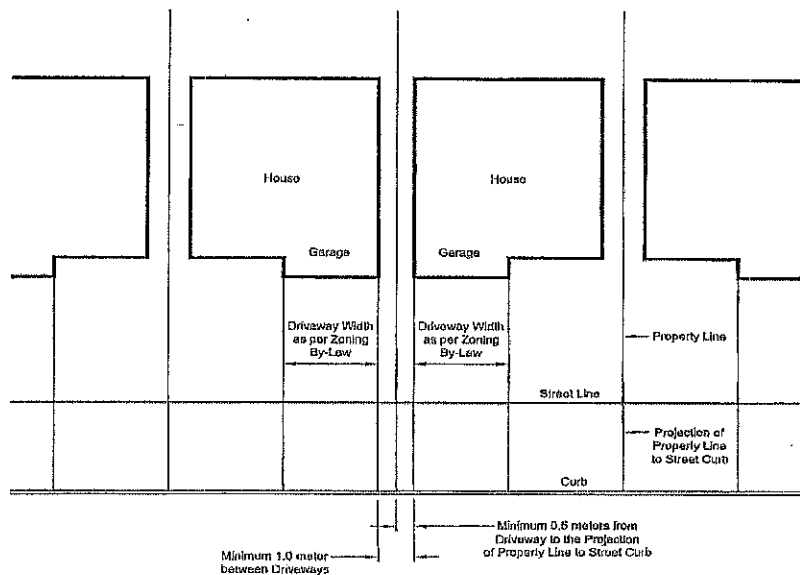 House
House
Garage
Garage
Driveway Width
as per Zoning
By-Law
Driveway Width
as per Zoning
By-Law
Property Line
Street Line
Projection of
Property Line
to Street Curb
Curb
Minimum 0.5 meters from
Driveway to the Projection
of Property Line to Street Curb
Minimum 1.0 meter
between Driveways